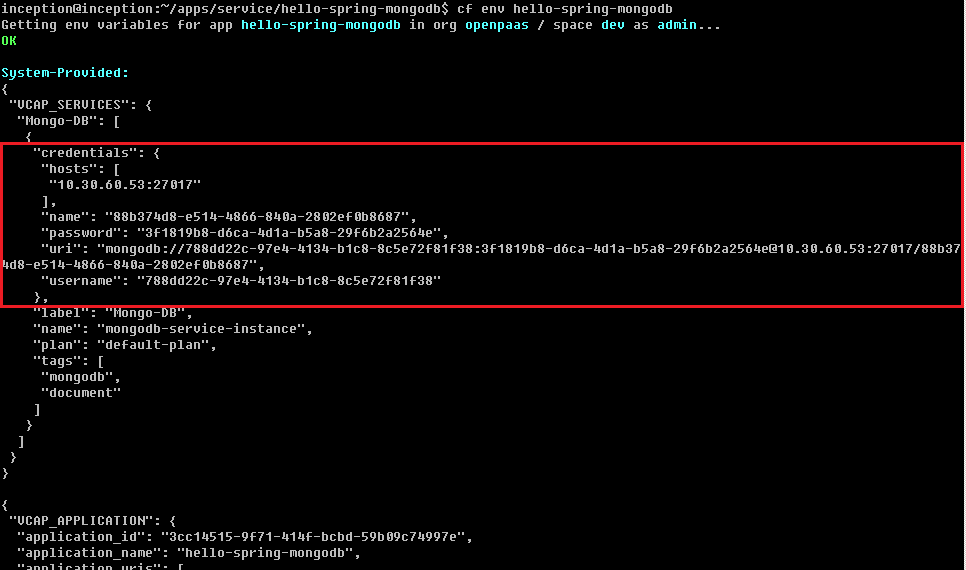 inception@inception:~/apps/service/hello-spring-mongodb$ cf env hello-spring-mongodb
Getting env variables for app hello-spring-mongodb in org openpaas / space dev as admin...
OK

System-Provided:
{
 "VCAP_SERVICES": {
  "Mongo-DB": [
   {
    "credentials": {
     "hosts": [
      "10.30.60.53:27017"
     ],
     "name": "88b374d8-e514-4866-840a-2802ef0b8687",
     "password": "3f1819b8-d6ca-4d1a-b5a8-29f6b2a2564e",
     "uri": "mongodb://788dd22c-97e4-4134-b1c8-8c5e72f81f38:3f1819b8-d6ca-4d1a-b5a8-29f6b2a2564e@10.30.60.53:27017/88b37
4d8-e514-4866-840a-2802ef0b8687",
     "username": "788dd22c-97e4-4134-b1c8-8c5e72f81f38"
    },
    "label": "Mongo-DB",
    "name": "mongodb-service-instance",
    "plan": "default-plan",
    "tags": [
     "mongodb",
     "document"
    ]
   }
  ]
 }
}

{
 "VCAP_APPLICATION": {
  "application_id": "3cc14515-9f71-414f-bcbd-59b09c74997e",
  "application_name": "hello-spring-mongodb",
  "application_uris": [